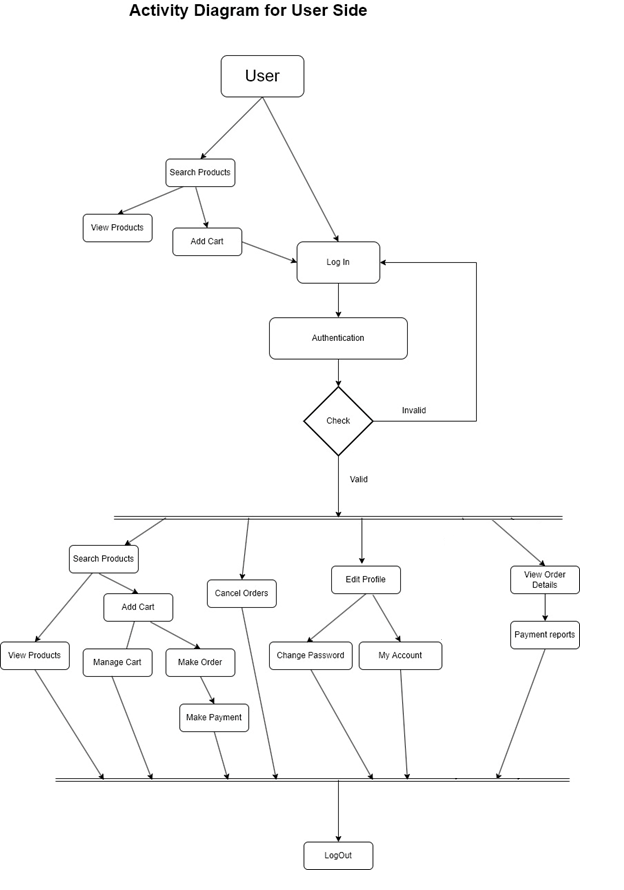 Activity Diagram for User Side
User
Search Products
View Products
Add Cart
Log In
Authentication
Check
Invalid
Valid
Search Products
Add Cart
Cancel Orders
Edit Profile
View Order
Details
View Products
Manage Cart
Make Order
Change Password
My Account
Payment reports
Make Payment
LogOut